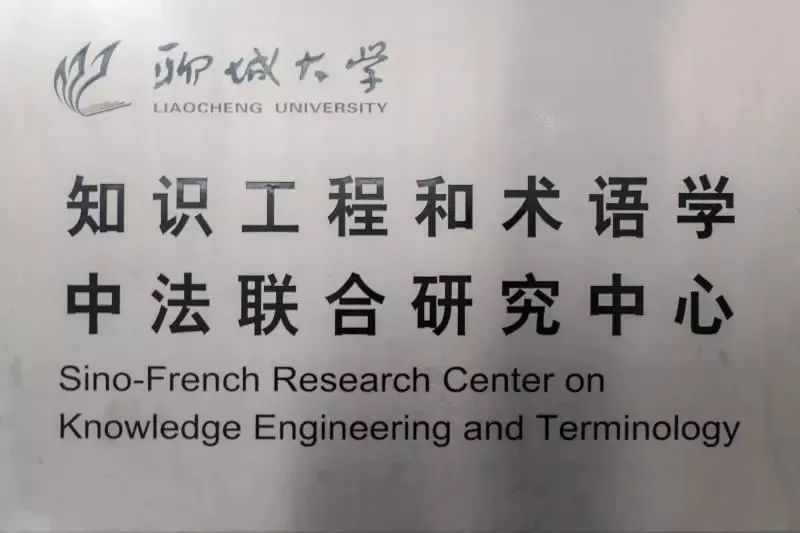 聊城大学
LIAOCHENG UNIVERSITY
知识工程和术语学
中法联合研究中心
Sino-French Research Center on
Knowledge Engineering and Terminology